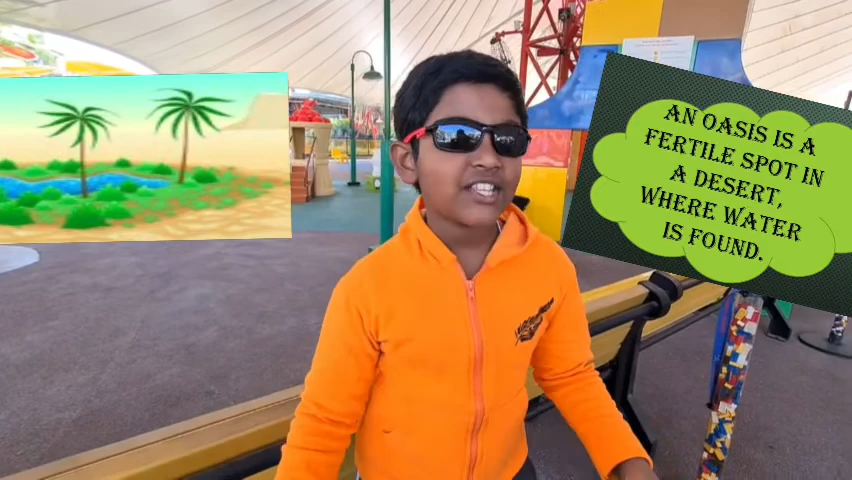 AN OASIS IS A
FERTILE SPOT IN
A DESERT,
WHERE WATER
IS FOUND.